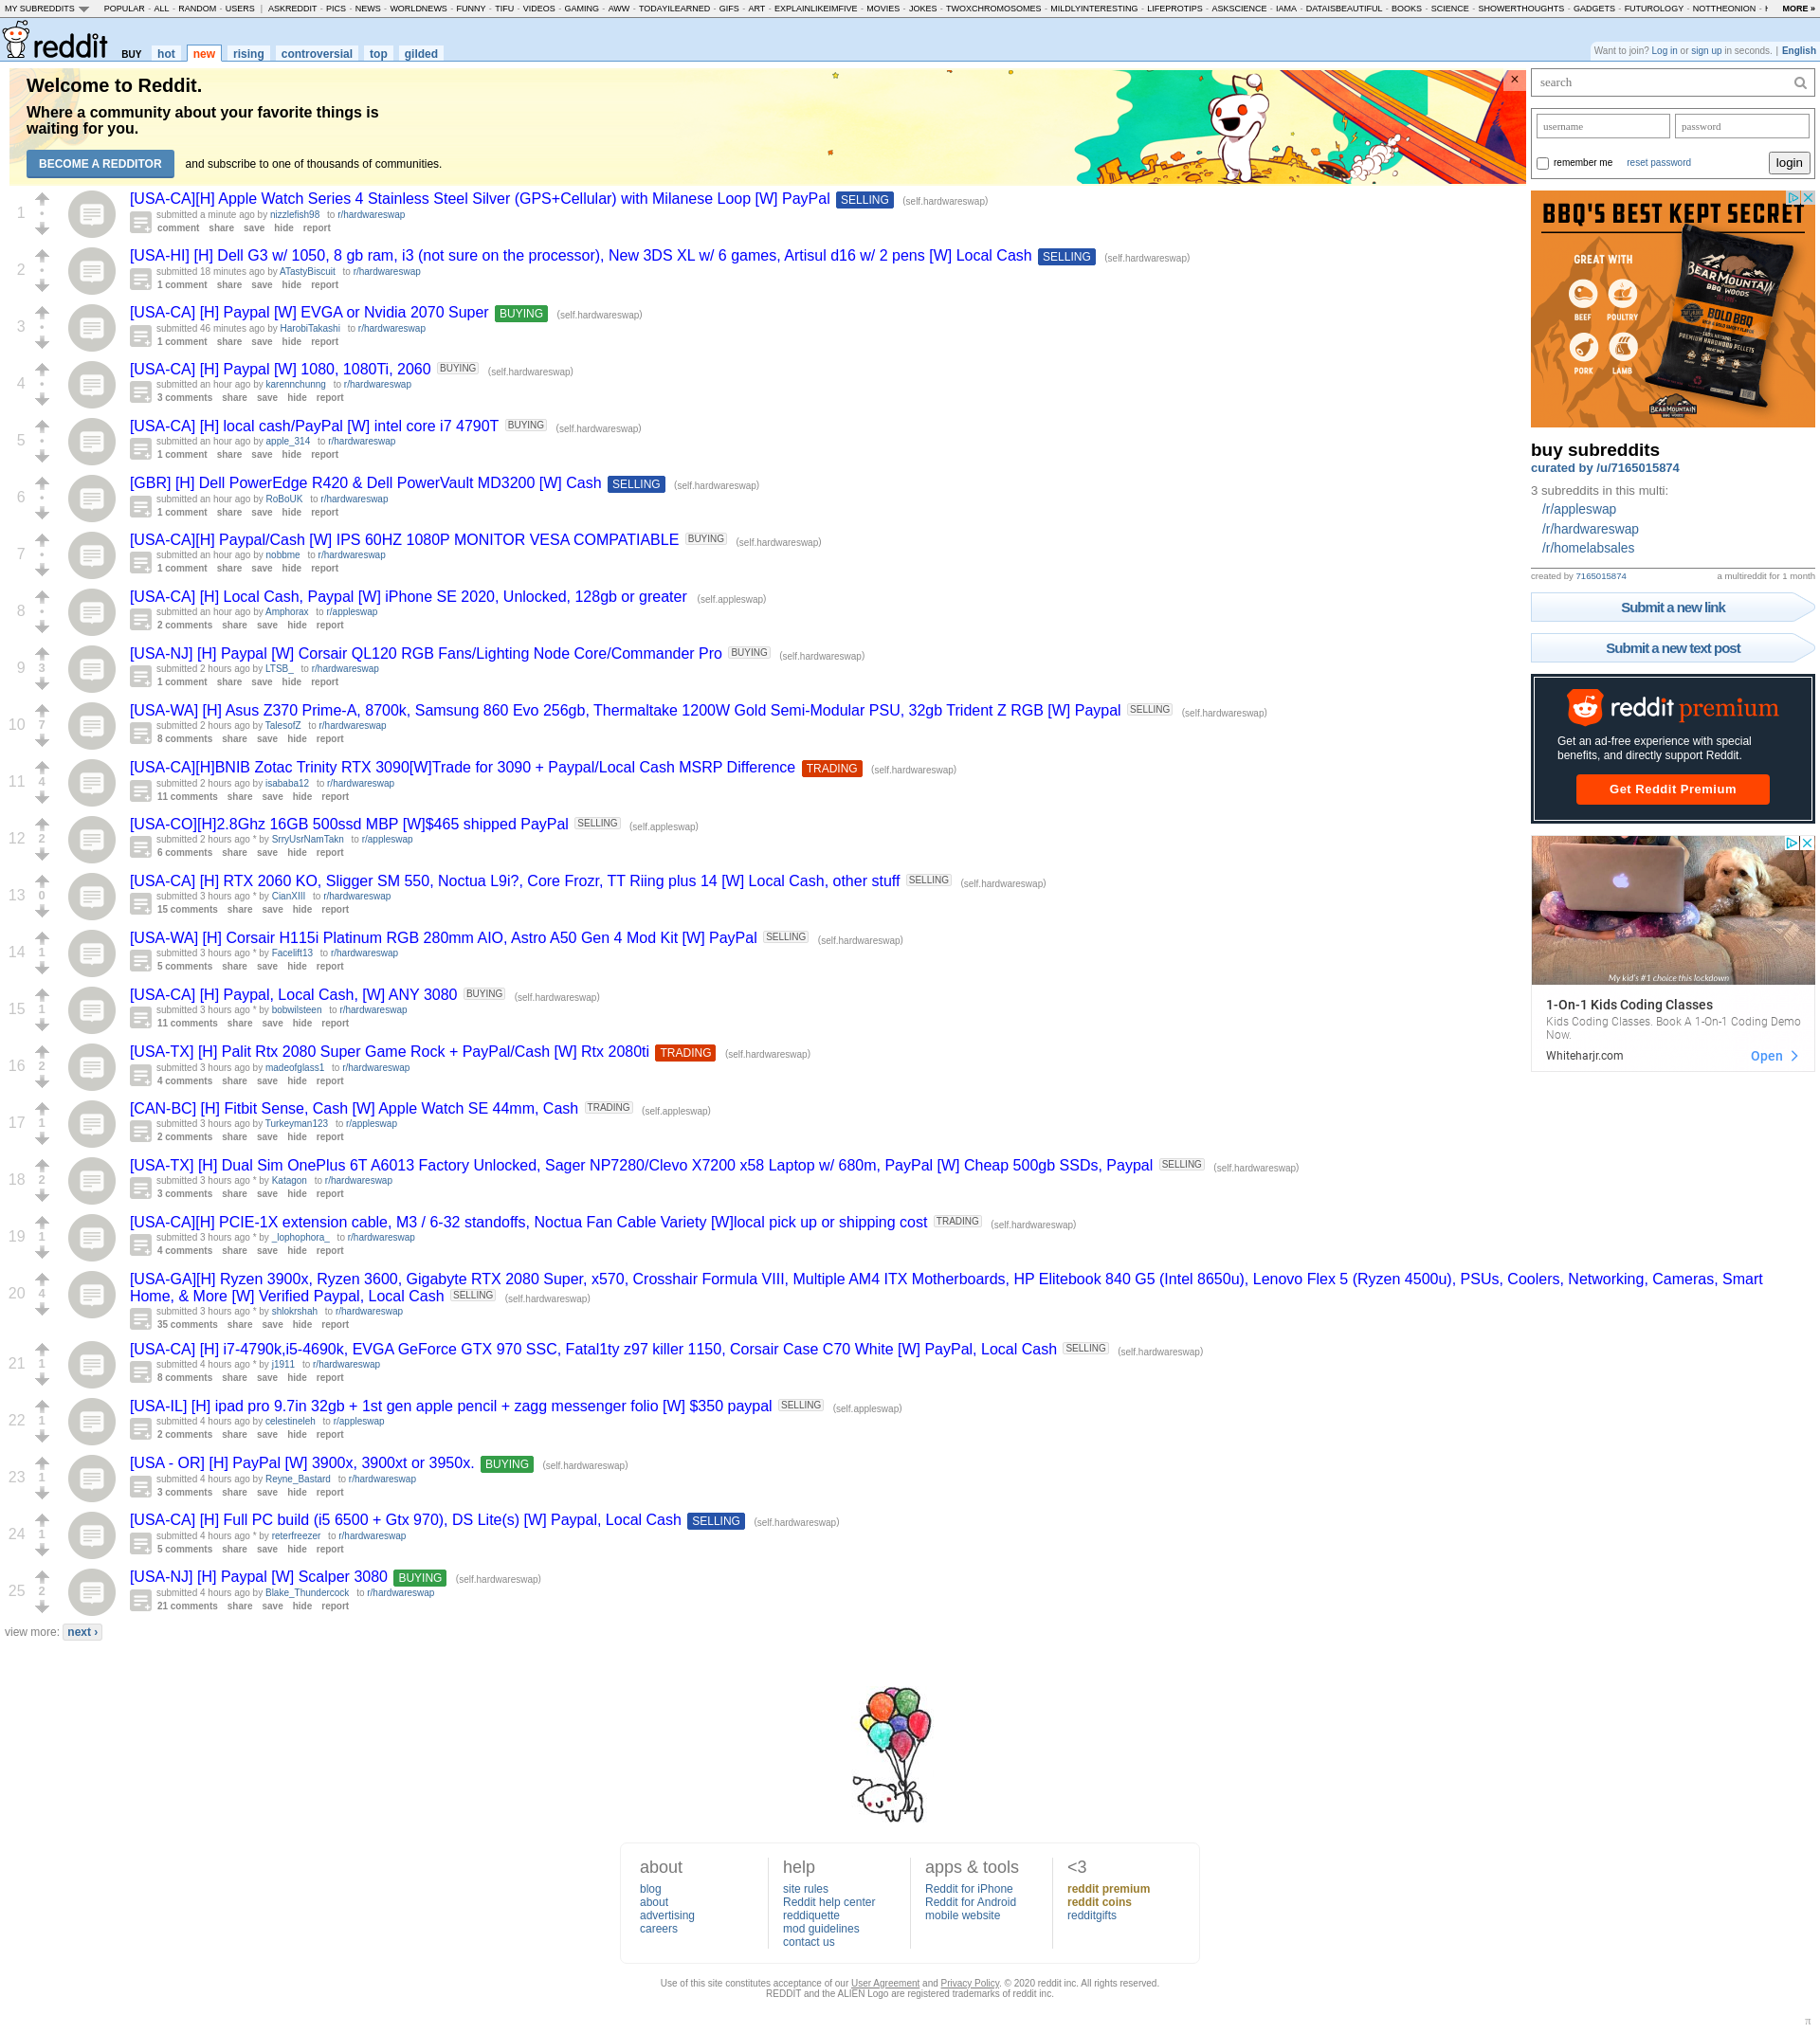 MY SUBREDDITS POPULAR - ALL - RANDOM - USERS | ASKREDDIT - PICS - NEWS - WORLDNEWS - FUNNY - TIFU - VIDEOS - GAMING - AWW - TODAYILEARNED - GIFS - ART - EXPLAINLIKEIMFIVE - MOVIES - JOKES - TWOXCHROMOSOMES - MILDLYINTERESTING - LIFEPROTIPS - ASKSCIENCE - IAMA - DATAISBEAUTIFUL - BOOKS - SCIENCE - SHOWERTHOUGHTS - GADGETS - FUTUROLOGY - NOTTHEONION - MORE »
reddit BUY hot new rising controversial top gilded
Want to join? Log in or sign up in seconds. | English
Welcome to Reddit.
Where a community about your favorite things is
waiting for you.
BECOME A REDDITOR and subscribe to one of thousands of communities.
×
1
[USA-CA][H] Apple Watch Series 4 Stainless Steel Silver (GPS+Cellular) with Milanese Loop [W] PayPal SELLING (self.hardwareswap)
submitted a minute ago by nizzlefish98 to r/hardwareswap
comment share save hide report
2
[USA-HI] [H] Dell G3 w/ 1050, 8 gb ram, i3 (not sure on the processor), New 3DS XL w/ 6 games, Artisul d16 w/ 2 pens [W] Local Cash SELLING (self.hardwareswap)
submitted 18 minutes ago by ATastyBiscuit to r/hardwareswap
1 comment share save hide report
3
[USA-CA] [H] Paypal [W] EVGA or Nvidia 2070 Super BUYING (self.hardwareswap)
submitted 46 minutes ago by HarobiTakashi to r/hardwareswap
1 comment share save hide report
4
[USA-CA] [H] Paypal [W] 1080, 1080Ti, 2060 BUYING (self.hardwareswap)
submitted an hour ago by karennchunng to r/hardwareswap
3 comments share save hide report
5
[USA-CA] [H] local cash/PayPal [W] intel core i7 4790T BUYING (self.hardwareswap)
submitted an hour ago by apple_314 to r/hardwareswap
1 comment share save hide report
6
[GBR] [H] Dell PowerEdge R420 & Dell PowerVault MD3200 [W] Cash SELLING (self.hardwareswap)
submitted an hour ago by RoBoUK to r/hardwareswap
1 comment share save hide report
7
[USA-CA][H] Paypal/Cash [W] IPS 60HZ 1080P MONITOR VESA COMPATIABLE BUYING (self.hardwareswap)
submitted an hour ago by nobbme to r/hardwareswap
1 comment share save hide report
8
[USA-CA] [H] Local Cash, Paypal [W] iPhone SE 2020, Unlocked, 128gb or greater (self.appleswap)
submitted an hour ago by Amphorax to r/appleswap
2 comments share save hide report
9 3
[USA-NJ] [H] Paypal [W] Corsair QL120 RGB Fans/Lighting Node Core/Commander Pro BUYING (self.hardwareswap)
submitted 2 hours ago by LTSB_ to r/hardwareswap
1 comment share save hide report
10 7
[USA-WA] [H] Asus Z370 Prime-A, 8700k, Samsung 860 Evo 256gb, Thermaltake 1200W Gold Semi-Modular PSU, 32gb Trident Z RGB [W] Paypal SELLING (self.hardwareswap)
submitted 2 hours ago by TalesofZ to r/hardwareswap
8 comments share save hide report
11 4
[USA-CA][H]BNIB Zotac Trinity RTX 3090[W]Trade for 3090 + Paypal/Local Cash MSRP Difference TRADING (self.hardwareswap)
submitted 2 hours ago by isababa12 to r/hardwareswap
11 comments share save hide report
12 2
[USA-CO][H]2.8Ghz 16GB 500ssd MBP [W]$465 shipped PayPal SELLING (self.appleswap)
submitted 2 hours ago * by SrryUsrNamTakn to r/appleswap
6 comments share save hide report
13 0
[USA-CA] [H] RTX 2060 KO, Sligger SM 550, Noctua L9i?, Core Frozr, TT Riing plus 14 [W] Local Cash, other stuff SELLING (self.hardwareswap)
submitted 3 hours ago * by CianXIII to r/hardwareswap
15 comments share save hide report
14 1
[USA-WA] [H] Corsair H115i Platinum RGB 280mm AIO, Astro A50 Gen 4 Mod Kit [W] PayPal SELLING (self.hardwareswap)
submitted 3 hours ago * by Facelift13 to r/hardwareswap
5 comments share save hide report
15 1
[USA-CA] [H] Paypal, Local Cash, [W] ANY 3080 BUYING (self.hardwareswap)
submitted 3 hours ago * by bobwilsteen to r/hardwareswap
11 comments share save hide report
16 2
[USA-TX] [H] Palit Rtx 2080 Super Game Rock + PayPal/Cash [W] Rtx 2080ti TRADING (self.hardwareswap)
submitted 3 hours ago by madeofglass1 to r/hardwareswap
4 comments share save hide report
17 1
[CAN-BC] [H] Fitbit Sense, Cash [W] Apple Watch SE 44mm, Cash TRADING (self.appleswap)
submitted 3 hours ago by Turkeyman123 to r/appleswap
2 comments share save hide report
18 2
[USA-TX] [H] Dual Sim OnePlus 6T A6013 Factory Unlocked, Sager NP7280/Clevo X7200 x58 Laptop w/ 680m, PayPal [W] Cheap 500gb SSDs, Paypal SELLING (self.hardwareswap)
submitted 3 hours ago * by Katagon to r/hardwareswap
3 comments share save hide report
19 1
[USA-CA][H] PCIE-1X extension cable, M3 / 6-32 standoffs, Noctua Fan Cable Variety [W]local pick up or shipping cost TRADING (self.hardwareswap)
submitted 3 hours ago * by _lophophora_ to r/hardwareswap
4 comments share save hide report
20 4
[USA-GA][H] Ryzen 3900x, Ryzen 3600, Gigabyte RTX 2080 Super, x570, Crosshair Formula VIII, Multiple AM4 ITX Motherboards, HP Elitebook 840 G5 (Intel 8650u), Lenovo Flex 5 (Ryzen 4500u), PSUs, Coolers, Networking, Cameras, Smart
Home, & More [W] Verified Paypal, Local Cash SELLING (self.hardwareswap)
submitted 3 hours ago * by shlokrshah to r/hardwareswap
35 comments share save hide report
21 1
[USA-CA] [H] i7-4790k,i5-4690k, EVGA GeForce GTX 970 SSC, Fatal1ty z97 killer 1150, Corsair Case C70 White [W] PayPal, Local Cash SELLING (self.hardwareswap)
submitted 4 hours ago * by j1911 to r/hardwareswap
8 comments share save hide report
22 1
[USA-IL] [H] ipad pro 9.7in 32gb + 1st gen apple pencil + zagg messenger folio [W] $350 paypal SELLING (self.appleswap)
submitted 4 hours ago by celestineleh to r/appleswap
2 comments share save hide report
23 1
[USA - OR] [H] PayPal [W] 3900x, 3900xt or 3950x. BUYING (self.hardwareswap)
submitted 4 hours ago by Reyne_Bastard to r/hardwareswap
3 comments share save hide report
24 1
[USA-CA] [H] Full PC build (i5 6500 + Gtx 970), DS Lite(s) [W] Paypal, Local Cash SELLING (self.hardwareswap)
submitted 4 hours ago * by reterfreezer to r/hardwareswap
5 comments share save hide report
25 2
[USA-NJ] [H] Paypal [W] Scalper 3080 BUYING (self.hardwareswap)
submitted 4 hours ago by Blake_Thundercock to r/hardwareswap
21 comments share save hide report
view more: next ›
search
username password
remember me reset password login
BBQ'S BEST KEPT SECRET
GREAT WITH
BEEF POULTRY
PORK LAMB
BEARMOUNTAIN
BBQ WOODS
BOLD BBQ
BEARMOUNTAIN
buy subreddits
curated by /u/7165015874
3 subreddits in this multi:
/r/appleswap
/r/hardwareswap
/r/homelabsales
created by 7165015874 a multireddit for 1 month
Submit a new link
Submit a new text post
reddit premium
Get an ad-free experience with special
benefits, and directly support Reddit.
Get Reddit Premium
My kid's #1 choice this lockdown
1-On-1 Kids Coding Classes
Kids Coding Classes. Book A 1-On-1 Coding Demo
Now.
Whiteharjr.com Open
about
blog
about
advertising
careers
help
site rules
Reddit help center
reddiquette
mod guidelines
contact us
apps & tools
Reddit for iPhone
Reddit for Android
mobile website
<3
reddit premium
reddit coins
redditgifts
Use of this site constitutes acceptance of our User Agreement and Privacy Policy. © 2020 reddit inc. All rights reserved.
REDDIT and the ALIEN Logo are registered trademarks of reddit inc.
π